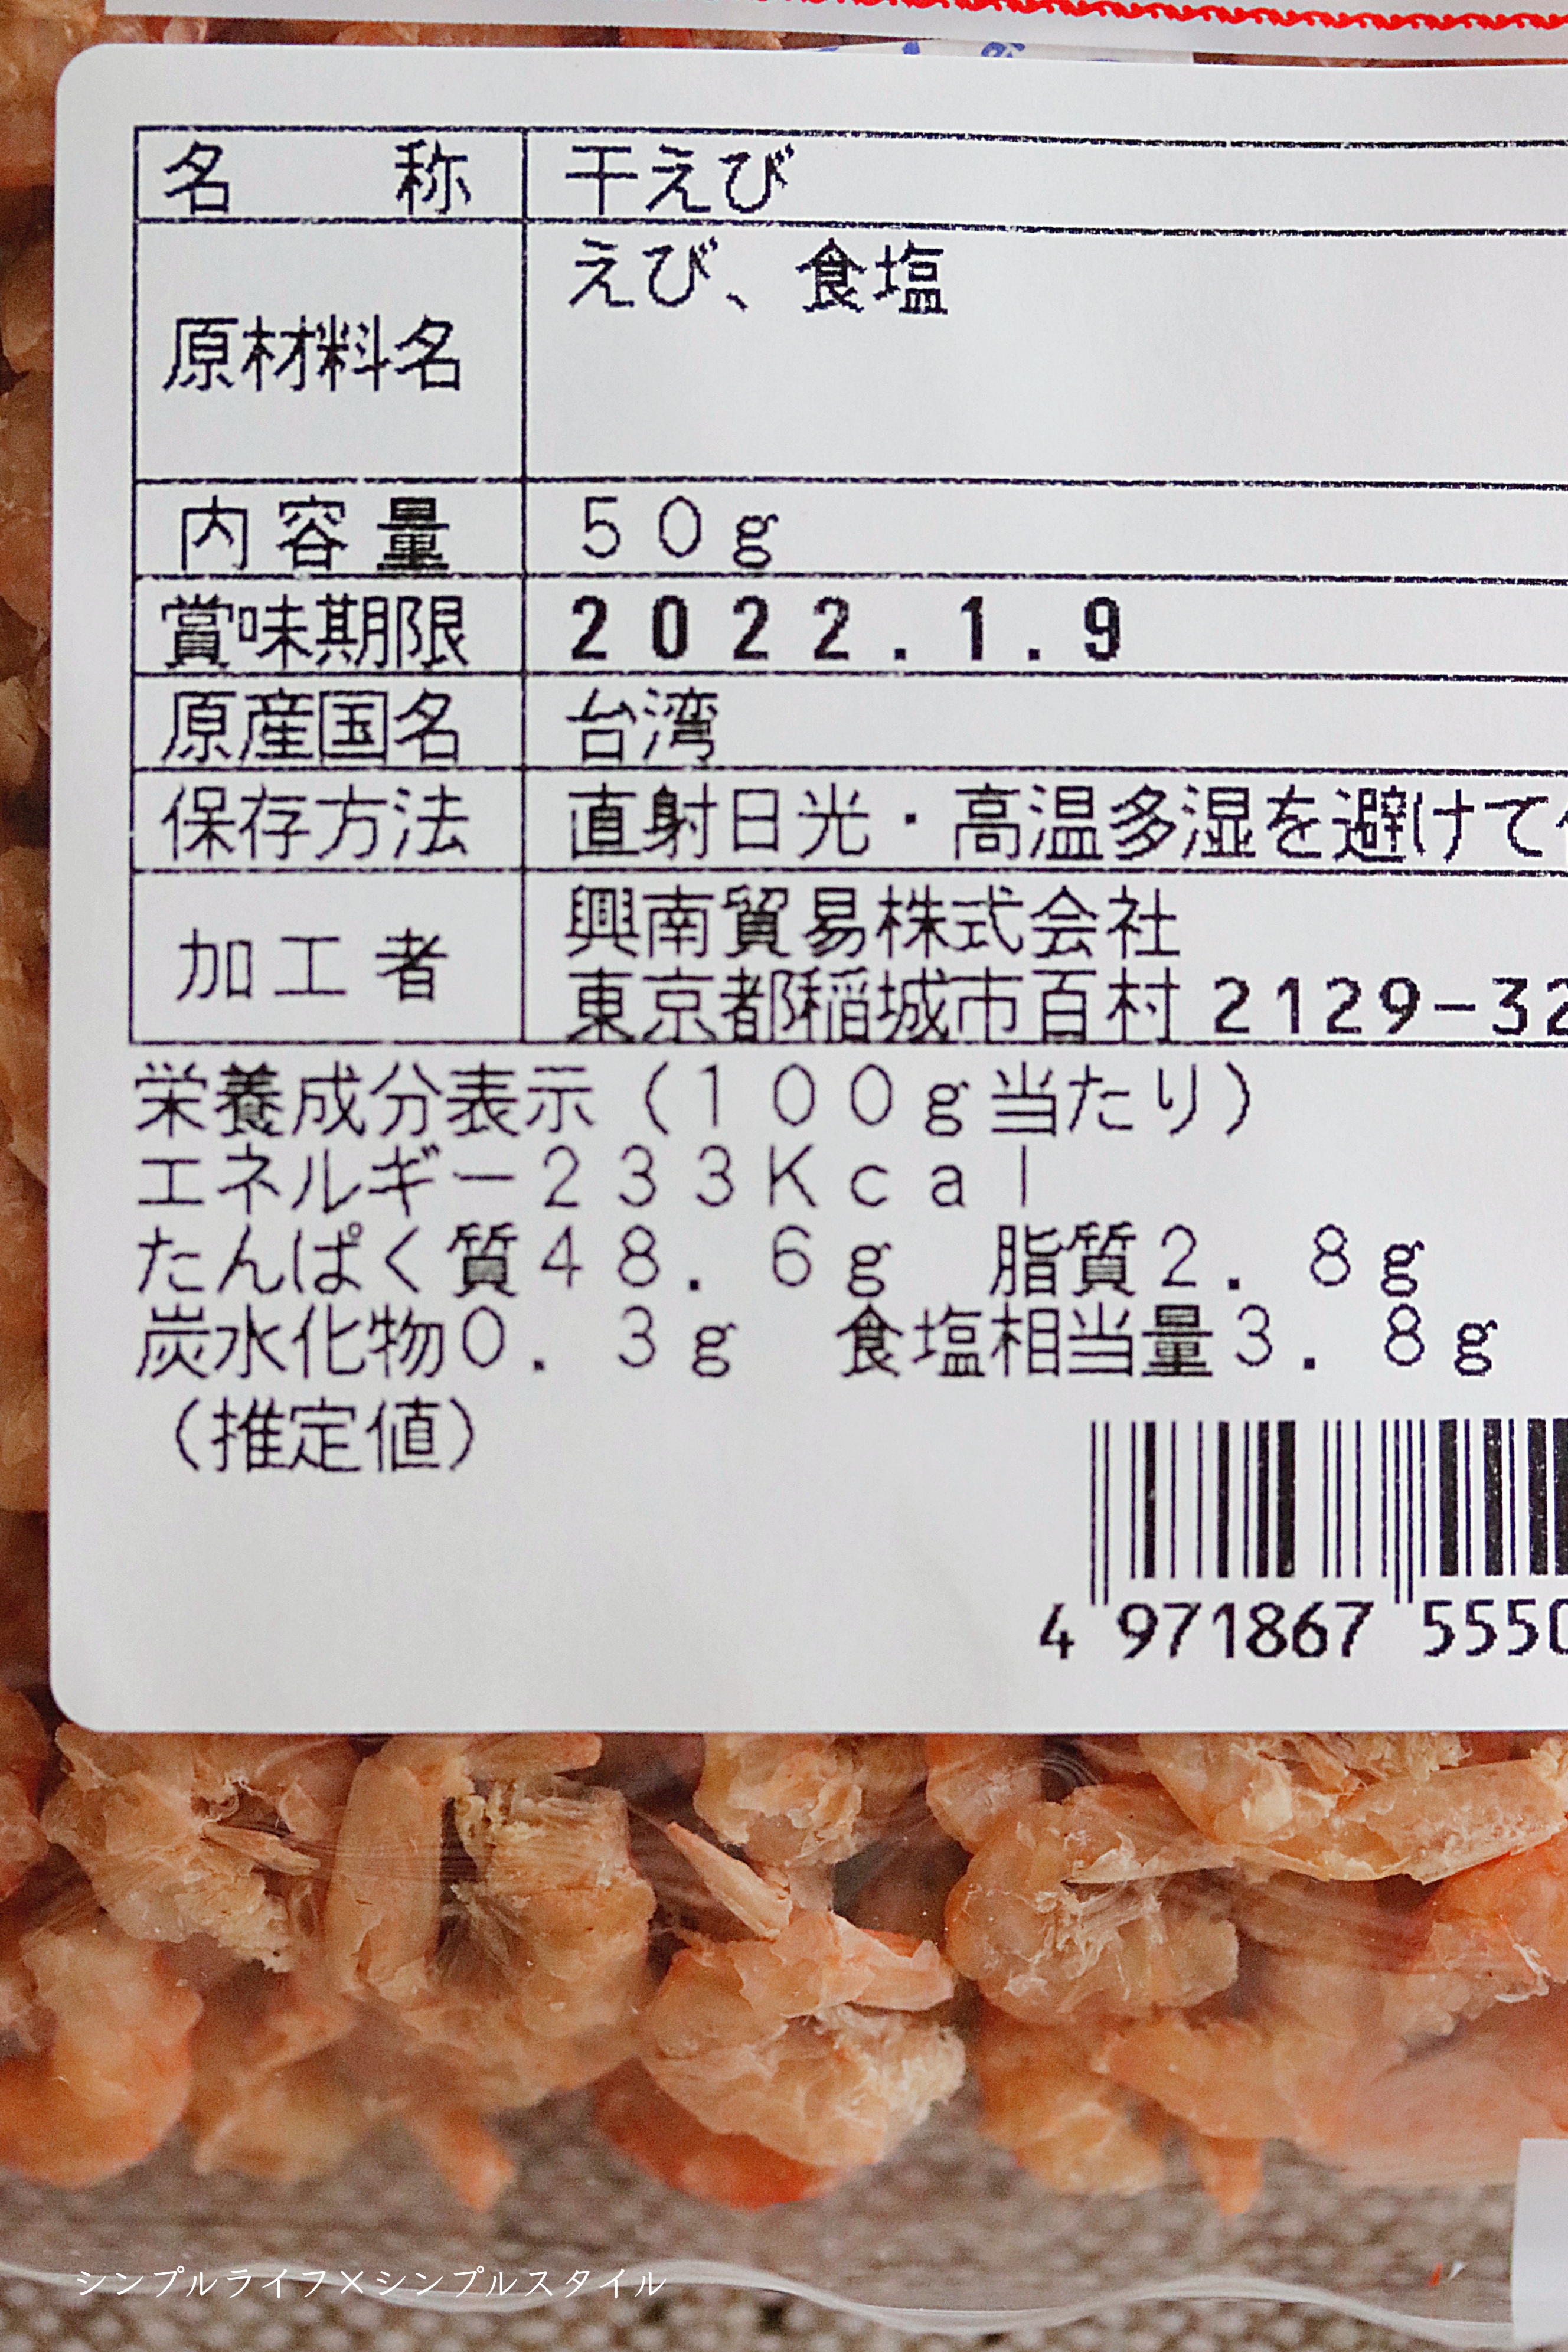 名称 干えび
原材料名 えび、食塩
内容量 50g
賞味期限 2022.1.9
原産国名 台湾
保存方法 直射日光・高温多湿を避けて
加工者 興南貿易株式会社
東京都稲城市百村2129-32
栄養成分表示（100g当たり）
エネルギー233Kcal
たんぱく質48.6g 脂質2.8g
炭水化物0.3g 食塩相当量3.8g
（推定値）
4 971867 5550
シンプルライフ×シンプルスタイル